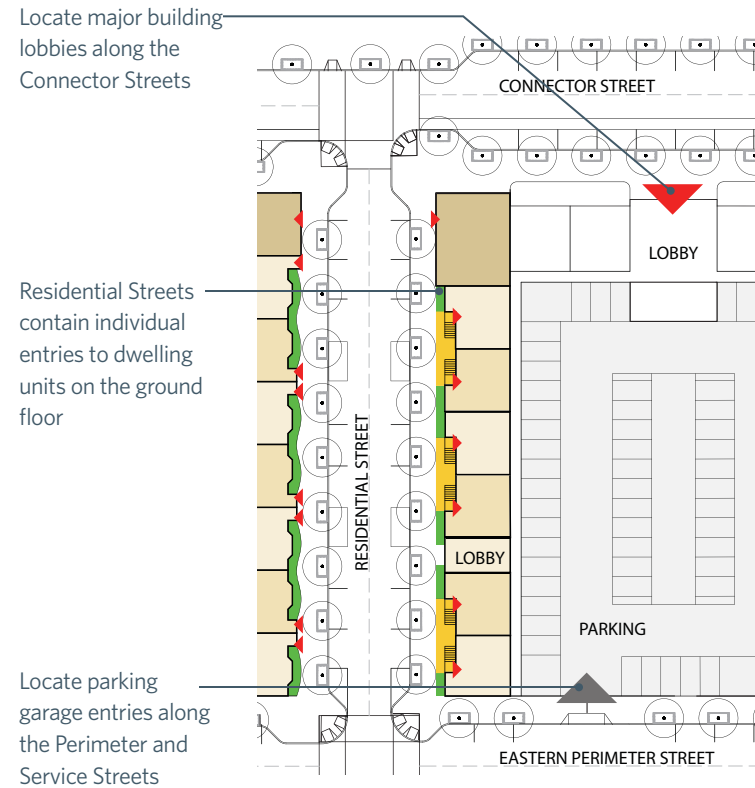 Locate major building
lobbies along the
Connector Streets
CONNECTOR STREET
LOBBY
Residential Streets
contain individual
entries to dwelling
units on the ground
floor
RESIDENTIAL STREET
LOBBY
PARKING
Locate parking
garage entries along
the Perimeter and
Service Streets
EASTERN PERIMETER STREET